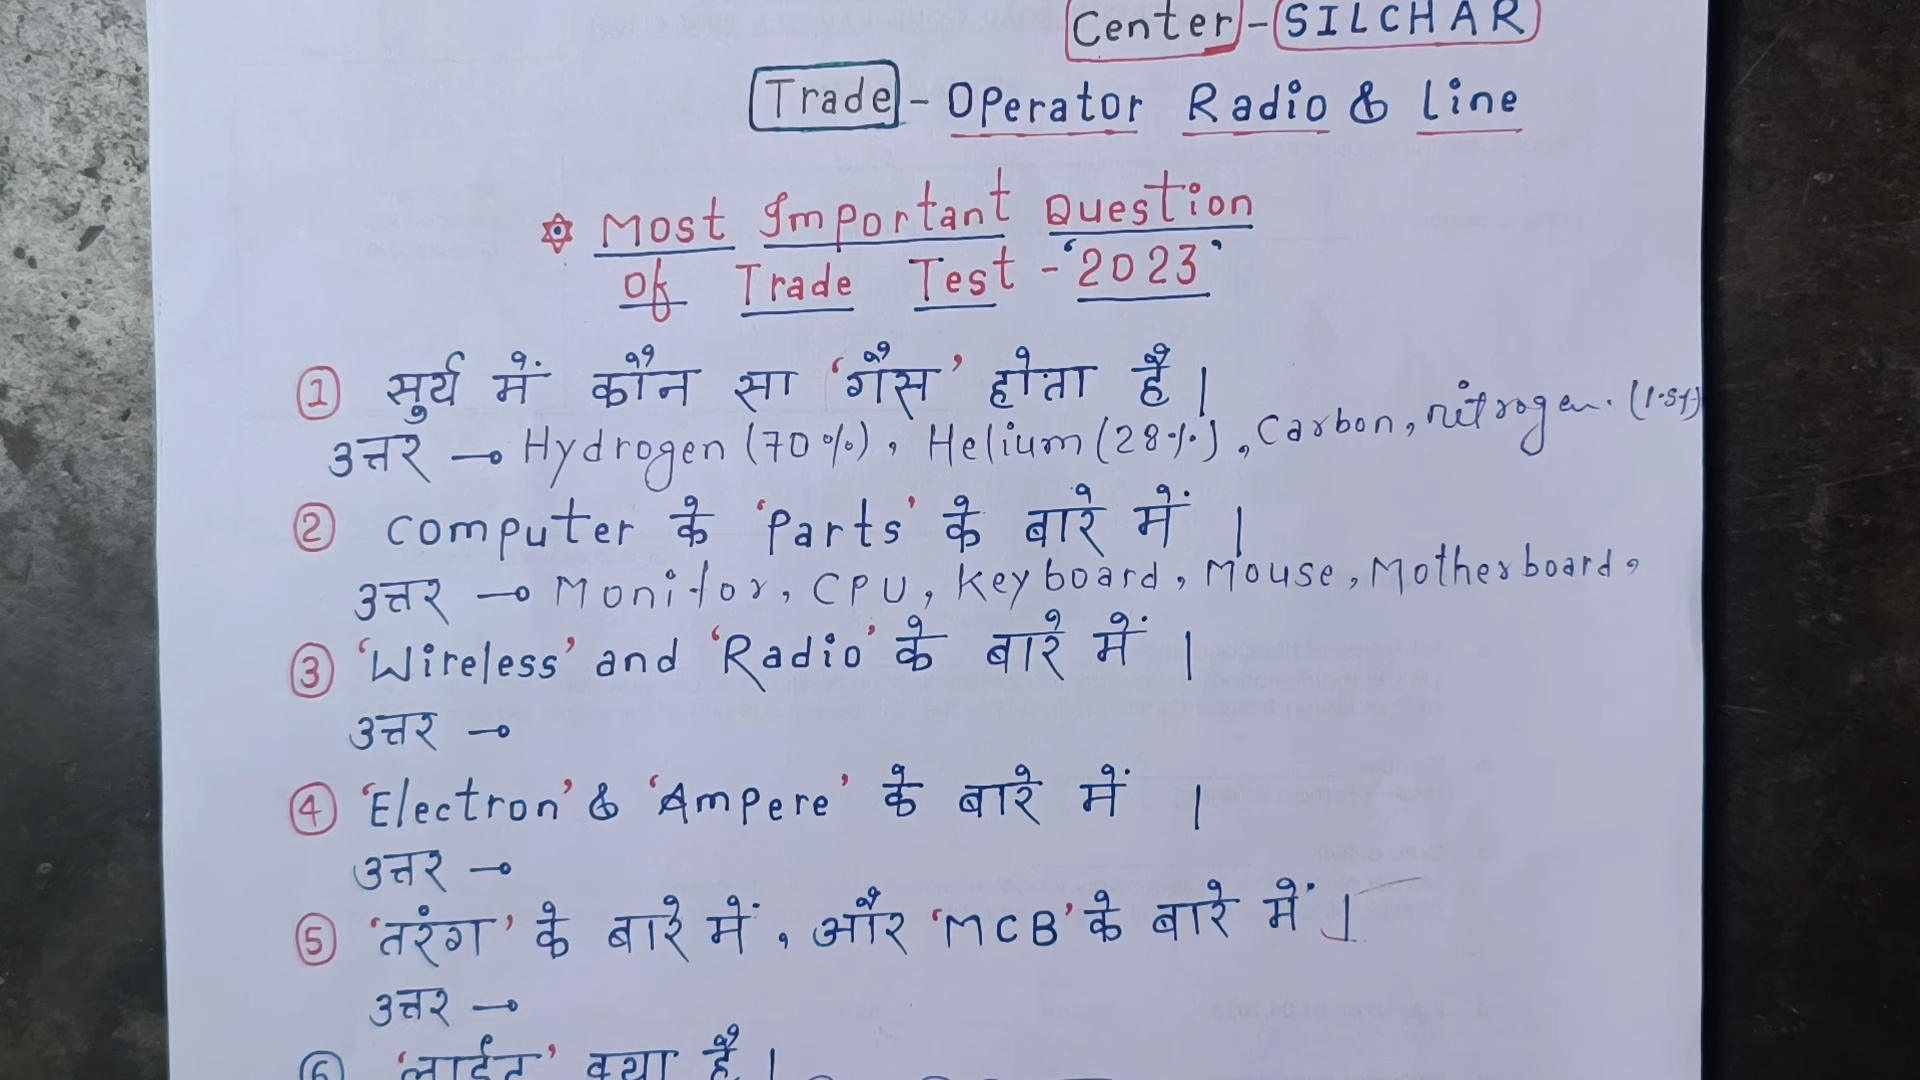 Center - SILCHAR
Trade - Operator Radio & Line
Most Important Question
of Trade Test - '2023'
① सुर्य में कौन सा 'गैस' होता है।
उत्तर → Hydrogen (70%), Helium (28%), Carbon, nitrogen. (1.5%)
② Computer के 'Parts' के बारे में।
उत्तर → Monitor, CPU, Keyboard, Mouse, Motherboard,
③ 'Wireless' and 'Radio' के बारे में।
उत्तर →
④ 'Electron' & 'Ampere' के बारे में।
उत्तर →
⑤ 'तरंग' के बारे में, और 'MCB' के बारे में।
उत्तर →
⑥ 'लाईट' क्या है।